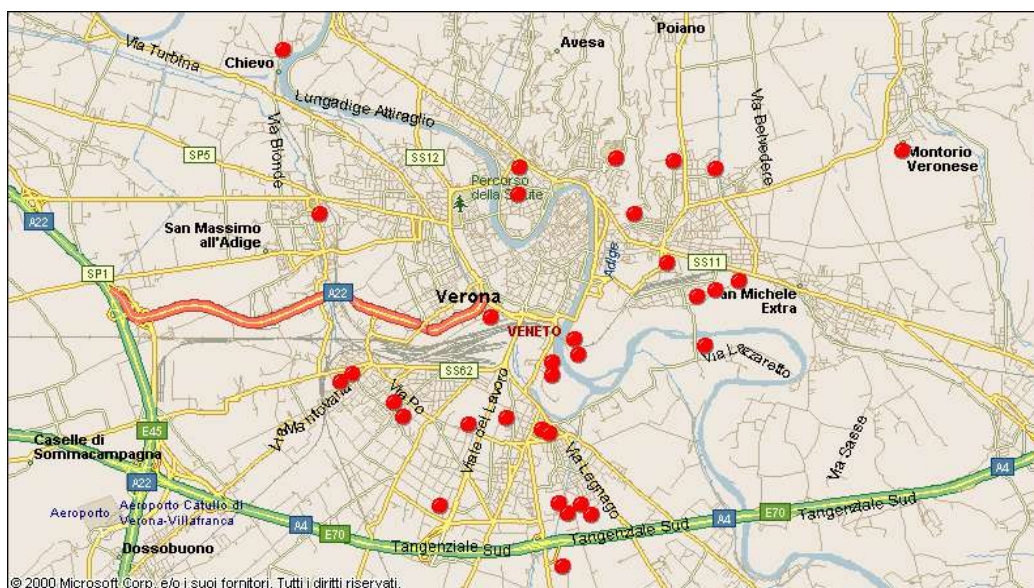 Poiano
Avesa
Via Turbina
Chievo
Lungadige Attiraglio
Via Belvedere
Via Bionde
SP5
SS12
Montorio
Veronese
Percorso
della Salute
A22
A22
San Massimo
all'Adige
Adige
SP1
SS11
A22
San Michele
Extra
Verona
VENETO
Via Lazzaretto
SS62
Via Po
Via Mantovana
Viale del Lavoro
E45
Via Legnago
Via Sasse
Caselle di
Sommacampagna
A4
A22
Aeroporto
Aeroporto Catullo di
Verona-Villafranca
A4
E70
A4
E70
Tangenziale Sud
Tangenziale Sud
Tangenziale Sud
Dossobuono
© 2000 Microsoft Corp. e/o i suoi fornitori. Tutti i diritti riservati.